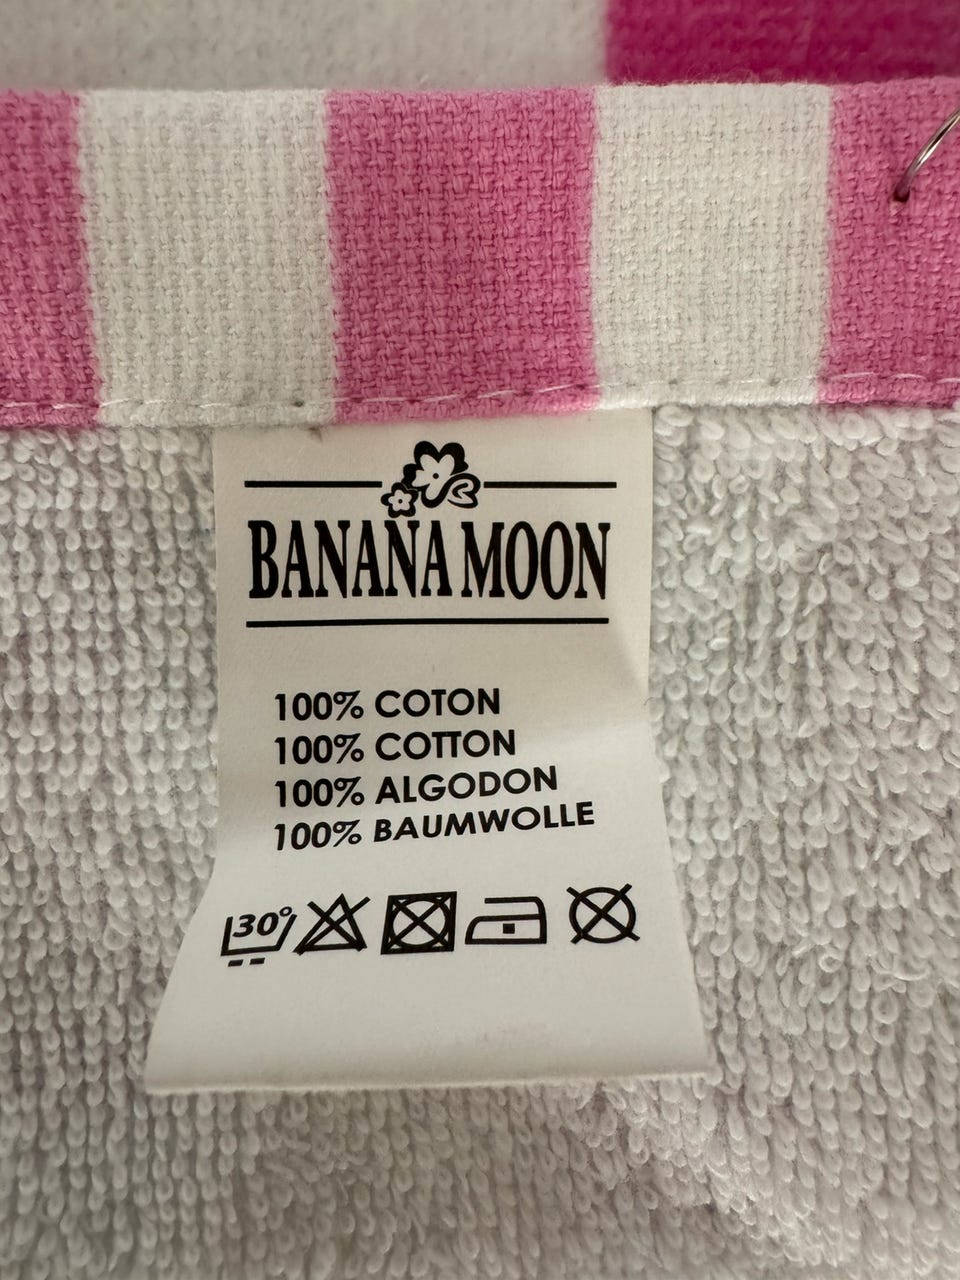 BANANA MOON
100% COTON
100% COTTON
100% ALGODON
100% BAUMWOLLE
30°